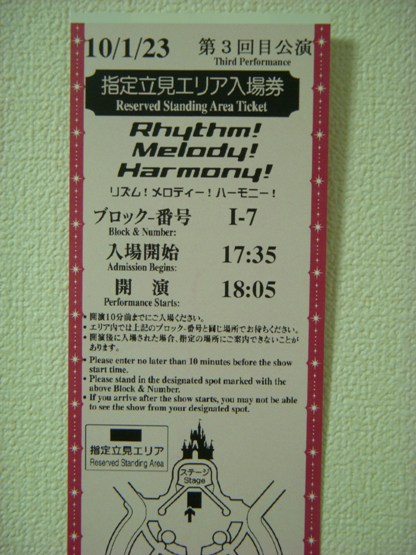 10/1/23 第3回目公演
Third Performance
指定立見エリア入場券
Reserved Standing Area Ticket
Rhythm!
Melody!
Harmony!
リズム!メロディー!ハーモニー!
ブロック-番号 I-7
Block & Number:
入場開始 17:35
Admission Begins:
開演 18:05
Performance Starts:
・開演10分前までにご入場ください。
・エリア内では上記のブロック-番号と同じ場所でお待ちください。
・開演後に入場された場合、指定の場所にご案内できないことが
あります。
・Please enter no later than 10 minutes before the show
start time.
・Please stand in the designated spot marked with the
above Block & Number.
・If you arrive after the show starts, you may not be able
to see the show from your designated spot.
指定立見エリア
Reserved Standing Area
ステージ
Stage